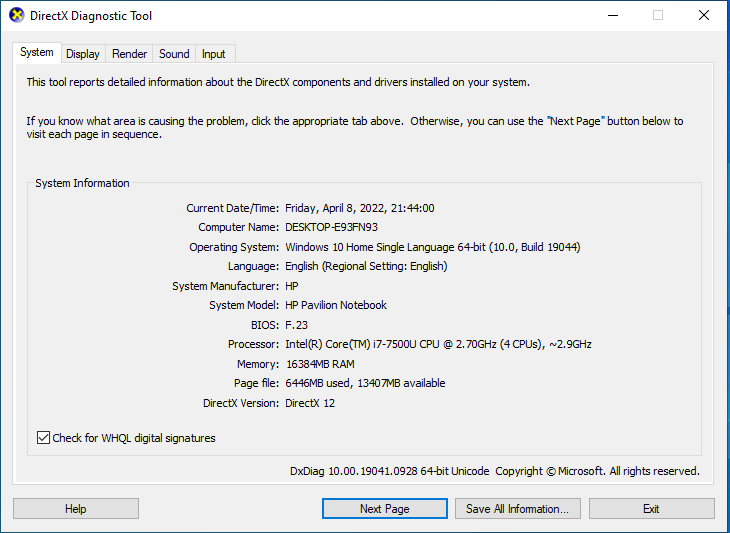 DirectX Diagnostic Tool
System Display Render Sound Input
This tool reports detailed information about the DirectX components and drivers installed on your system.
If you know what area is causing the problem, click the appropriate tab above. Otherwise, you can use the "Next Page" button below to
visit each page in sequence.
System Information
Current Date/Time: Friday, April 8, 2022, 21:44:00
Computer Name: DESKTOP-E93FN93
Operating System: Windows 10 Home Single Language 64-bit (10.0, Build 19044)
Language: English (Regional Setting: English)
System Manufacturer: HP
System Model: HP Pavilion Notebook
BIOS: F.23
Processor: Intel(R) Core(TM) i7-7500U CPU @ 2.70GHz (4 CPUs), ~2.9GHz
Memory: 16384MB RAM
Page file: 6446MB used, 13407MB available
DirectX Version: DirectX 12
Check for WHQL digital signatures
DxDiag 10.00.19041.0928 64-bit Unicode Copyright © Microsoft. All rights reserved.
Help Next Page Save All Information... Exit